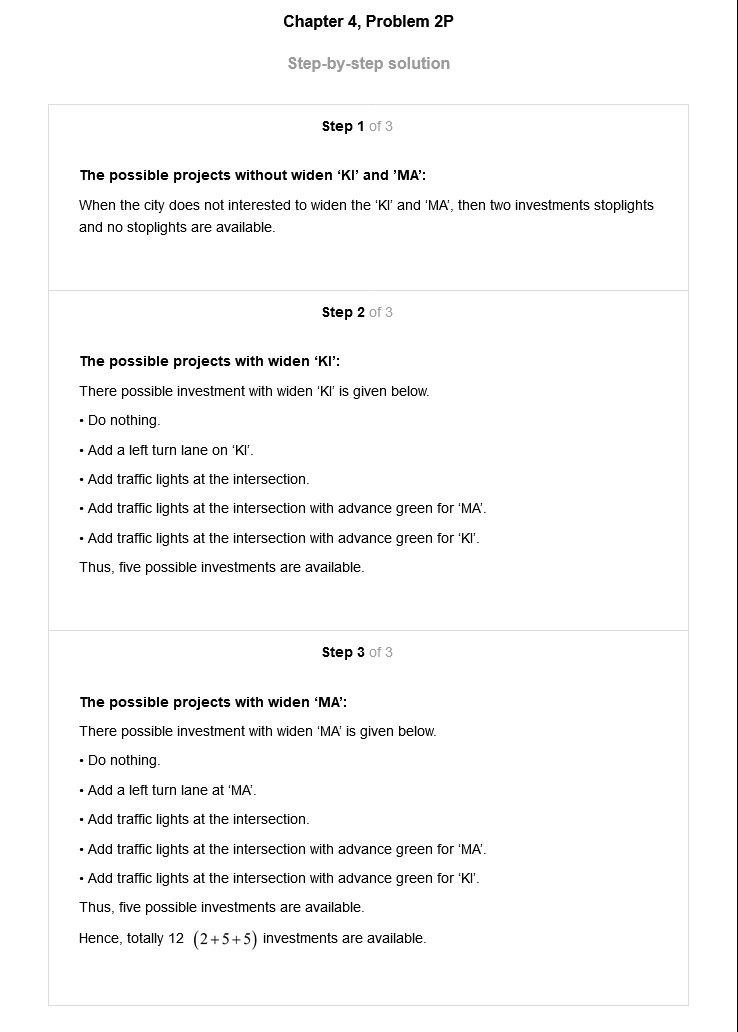 Chapter 4, Problem 2P
Step-by-step solution
Step 1 of 3
The possible projects without widen ‘KI’ and ’MA’:
When the city does not interested to widen the ‘KI’ and ‘MA’, then two investments stoplights
and no stoplights are available.
Step 2 of 3
The possible projects with widen ‘KI’:
There possible investment with widen ‘KI’ is given below.
• Do nothing.
• Add a left turn lane on ‘KI’.
• Add traffic lights at the intersection.
• Add traffic lights at the intersection with advance green for ‘MA’.
• Add traffic lights at the intersection with advance green for ‘KI’.
Thus, five possible investments are available.
Step 3 of 3
The possible projects with widen ‘MA’:
There possible investment with widen ‘MA’ is given below.
• Do nothing.
• Add a left turn lane at ‘MA’.
• Add traffic lights at the intersection.
• Add traffic lights at the intersection with advance green for ‘MA’.
• Add traffic lights at the intersection with advance green for ‘KI’.
Thus, five possible investments are available.
Hence, totally 12 (2+5+5) investments are available.